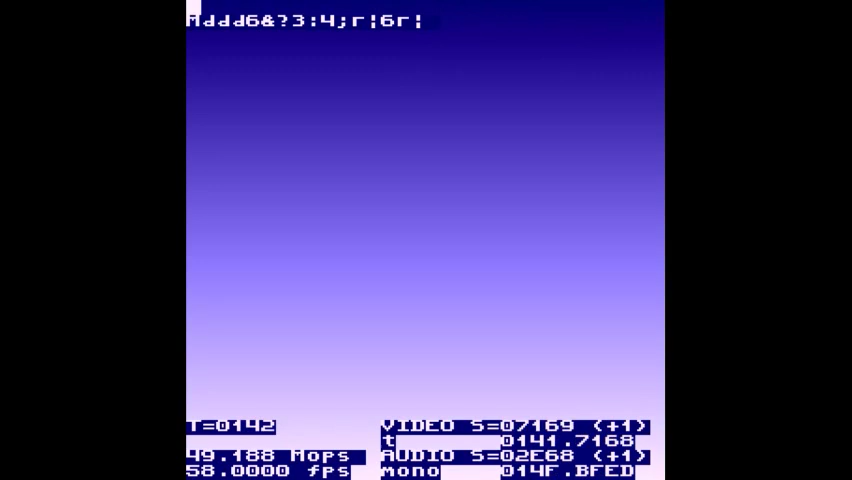 Mddd6&?3:4;r¦6r¦
T=0142 VIDEO S=07169 (+1)
t 0141.7168
49.188 Mops AUDIO S=02E68 (+1)
58.0000 fps mono 014F.BFED